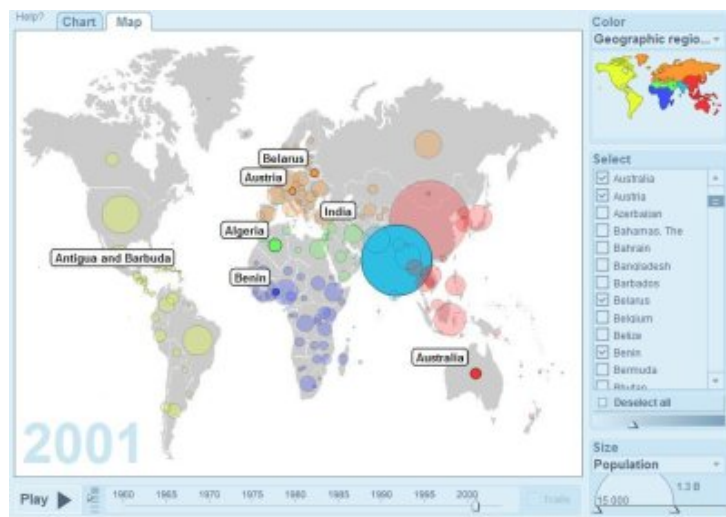 Help?
Chart
Map
Color
Geographic regio...
Belarus
Austria
India
Algeria
Antigua and Barbuda
Benin
Australia
2001
Select
Australia
Austria
Azerbaijan
Bahamas, The
Bahrain
Bangladesh
Barbados
Belarus
Belgium
Belize
Benin
Bermuda
Bhutan
Deselect all
Size
Population
1.3 B
15 000
Play
1960 1965 1970 1975 1980 1985 1990 1995 2000
Trails